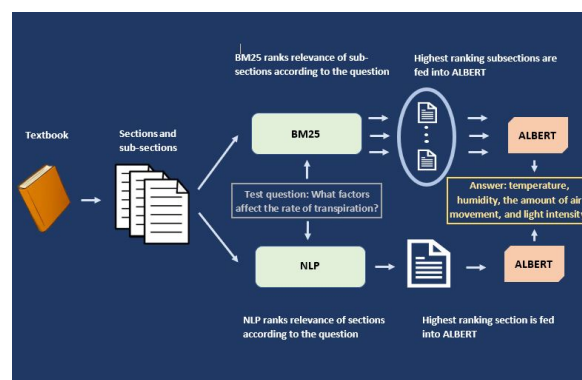 BM25 ranks relevance of sub-
sections according to the question
Highest ranking subsections are
fed into ALBERT
Textbook
Sections and
sub-sections
BM25
ALBERT
Test question: What factors
affect the rate of transpiration?
Answer: temperature,
humidity, the amount of air
movement, and light intensity
NLP
ALBERT
NLP ranks relevance of sections
according to the question
Highest ranking section is fed
into ALBERT